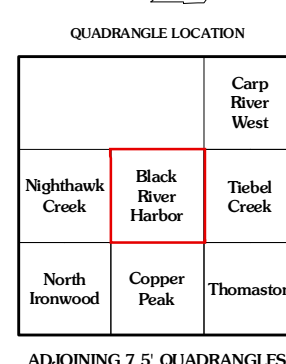 QUADRANGLE LOCATION
Carp
River
West
Nighthawk
Creek
Black
River
Harbor
Tiebel
Creek
North
Ironwood
Copper
Peak
Thomaston
ADJOINING 7.5' QUADRANGLES